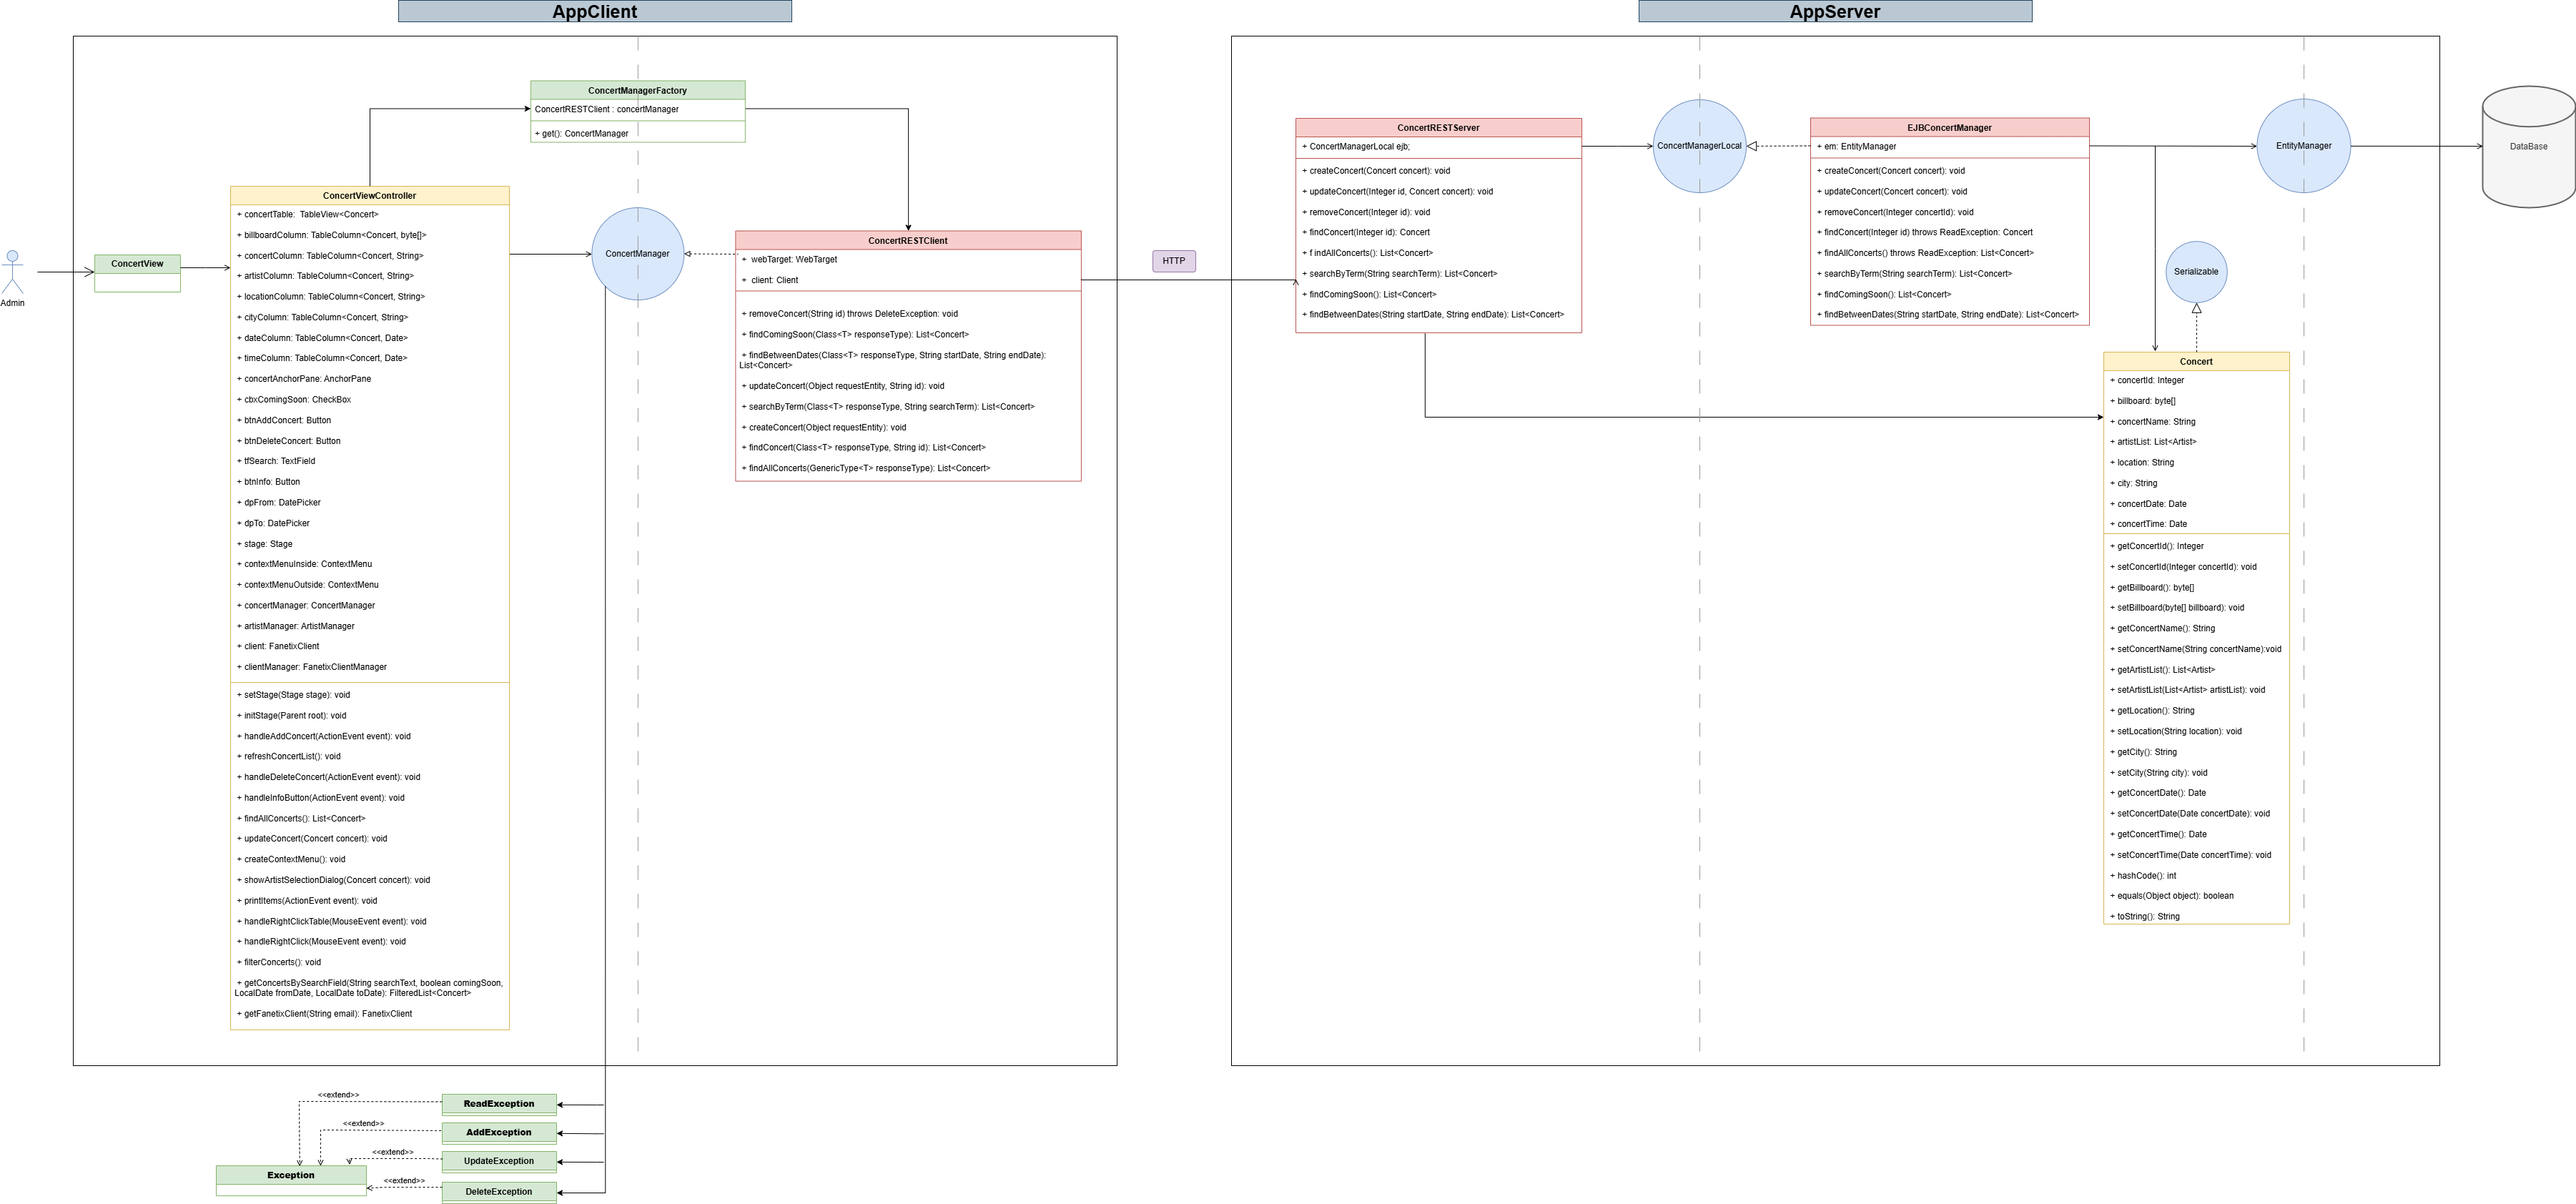 AppClient
AppServer
Admin
ConcertView
ConcertManagerFactory
ConcertRESTClient : concertManager
+ get(): ConcertManager
ConcertViewController
+ concertTable:  TableView<Concert>
+ billboardColumn: TableColumn<Concert, byte[]>
+ concertColumn: TableColumn<Concert, String>
+ artistColumn: TableColumn<Concert, String>
+ locationColumn: TableColumn<Concert, String>
+ cityColumn: TableColumn<Concert, String>
+ dateColumn: TableColumn<Concert, Date>
+ timeColumn: TableColumn<Concert, Date>
+ concertAnchorPane: AnchorPane
+ cbxComingSoon: CheckBox
+ btnAddConcert: Button
+ btnDeleteConcert: Button
+ tfSearch: TextField
+ btnInfo: Button
+ dpFrom: DatePicker
+ dpTo: DatePicker
+ stage: Stage
+ contextMenuInside: ContextMenu
+ contextMenuOutside: ContextMenu
+ concertManager: ConcertManager
+ artistManager: ArtistManager
+ client: FanetixClient
+ clientManager: FanetixClientManager
+ setStage(Stage stage): void
+ initStage(Parent root): void
+ handleAddConcert(ActionEvent event): void
+ refreshConcertList(): void
+ handleDeleteConcert(ActionEvent event): void
+ handleInfoButton(ActionEvent event): void
+ findAllConcerts(): List<Concert>
+ updateConcert(Concert concert): void
+ createContextMenu(): void
+ showArtistSelectionDialog(Concert concert): void
+ printItems(ActionEvent event): void
+ handleRightClickTable(MouseEvent event): void
+ handleRightClick(MouseEvent event): void
+ filterConcerts(): void
+ getConcertsBySearchField(String searchText, boolean comingSoon,
LocalDate fromDate, LocalDate toDate): FilteredList<Concert>
+ getFanetixClient(String email): FanetixClient
ConcertManager
ConcertRESTClient
+ webTarget: WebTarget
+ client: Client
+ removeConcert(String id) throws DeleteException: void
+ findComingSoon(Class<T> responseType): List<Concert>
+ findBetweenDates(Class<T> responseType, String startDate, String endDate):
List<Concert>
+ updateConcert(Object requestEntity, String id): void
+ searchByTerm(Class<T> responseType, String searchTerm): List<Concert>
+ createConcert(Object requestEntity): void
+ findConcert(Class<T> responseType, String id): List<Concert>
+ findAllConcerts(GenericType<T> responseType): List<Concert>
HTTP
ConcertRESTServer
+ ConcertManagerLocal ejb;
+ createConcert(Concert concert): void
+ updateConcert(Integer id, Concert concert): void
+ removeConcert(Integer id): void
+ findConcert(Integer id): Concert
+ f indAllConcerts(): List<Concert>
+ searchByTerm(String searchTerm): List<Concert>
+ findComingSoon(): List<Concert>
+ findBetweenDates(String startDate, String endDate): List<Concert>
ConcertManagerLocal
EJBConcertManager
+ em: EntityManager
+ createConcert(Concert concert): void
+ updateConcert(Concert concert): void
+ removeConcert(Integer concertId): void
+ findConcert(Integer id) throws ReadException: Concert
+ findAllConcerts() throws ReadException: List<Concert>
+ searchByTerm(String searchTerm): List<Concert>
+ findComingSoon(): List<Concert>
+ findBetweenDates(String startDate, String endDate): List<Concert>
EntityManager
DataBase
Serializable
Concert
+ concertId: Integer
+ billboard: byte[]
+ concertName: String
+ artistList: List<Artist>
+ location: String
+ city: String
+ concertDate: Date
+ concertTime: Date
+ getConcertId(): Integer
+ setConcertId(Integer concertId): void
+ getBillboard(): byte[]
+ setBillboard(byte[] billboard): void
+ getConcertName(): String
+ setConcertName(String concertName):void
+ getArtistList(): List<Artist>
+ setArtistList(List<Artist> artistList): void
+ getLocation(): String
+ setLocation(String location): void
+ getCity(): String
+ setCity(String city): void
+ getConcertDate(): Date
+ setConcertDate(Date concertDate): void
+ getConcertTime(): Date
+ setConcertTime(Date concertTime): void
+ hashCode(): int
+ equals(Object object): boolean
+ toString(): String
<<extend>>
ReadException
<<extend>>
AddException
<<extend>>
UpdateException
Exception
<<extend>>
DeleteException